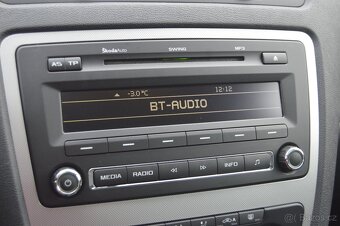 ŠkodaAuto SWING MP3
AS TP
-3.0°C 12:12
BT-AUDIO
MEDIA RADIO INFO
A/C